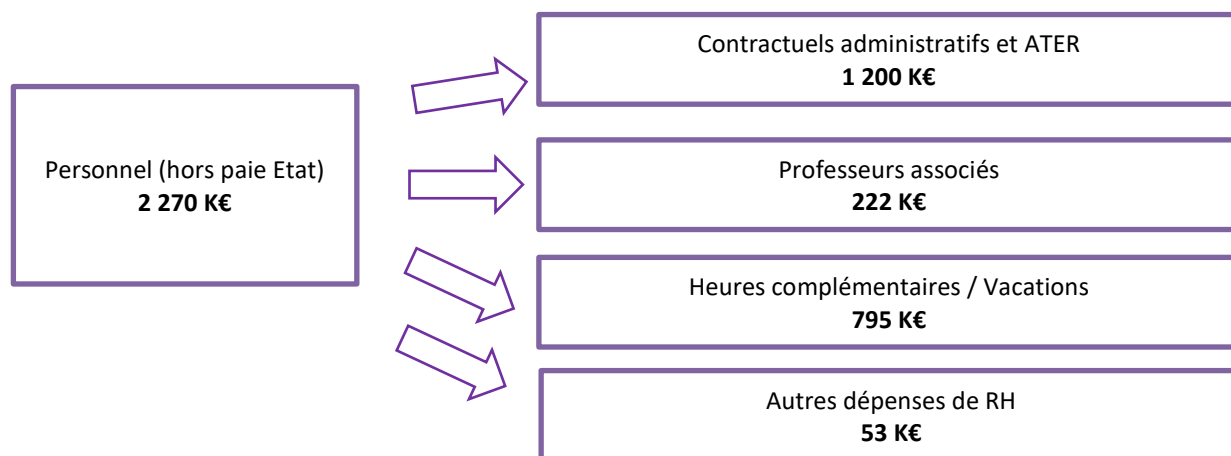 Personnel (hors paie Etat)
2 270 K€
Contractuels administratifs et ATER
1 200 K€
Professeurs associés
222 K€
Heures complémentaires / Vacations
795 K€
Autres dépenses de RH
53 K€